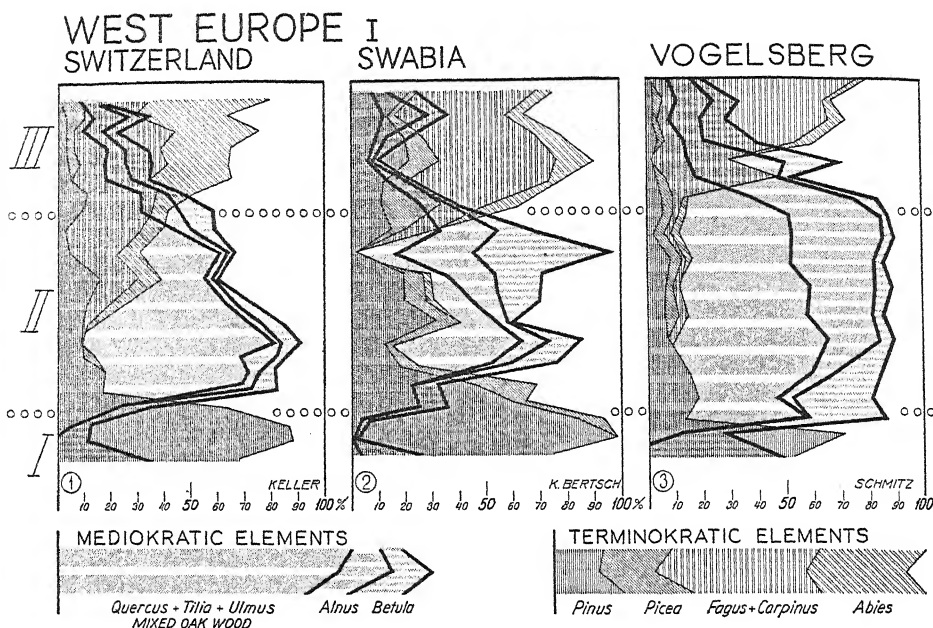 WEST EUROPE I
SWITZERLAND
SWABIA
VOGELSBERG
III
II
I
1
KELLER
10 20 30 40 50 60 70 80 90 100%
2
K. BERTSCH
10 20 30 40 50 60 70 80 90 100%
3
SCHMITZ
10 20 30 40 50 60 70 80 90 100
MEDIOKRATIC ELEMENTS
Quercus + Tilia + Ulmus
MIXED OAK WOOD
Alnus
Betula
TERMINOKRATIC ELEMENTS
Pinus
Picea
Fagus + Carpinus
Abies